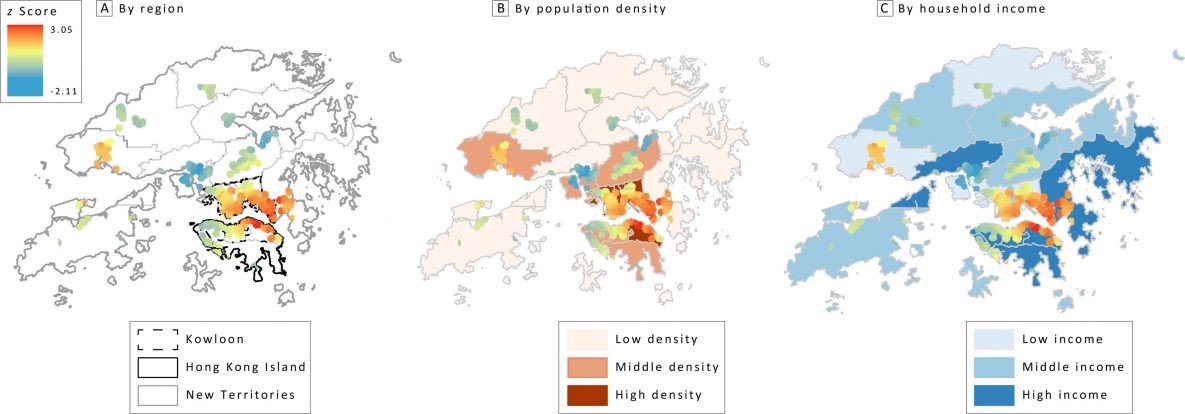 z Score
3.05
-2.11
A By region
Kowloon
Hong Kong Island
New Territories
B By population density
Low density
Middle density
High density
C By household income
Low income
Middle income
High income